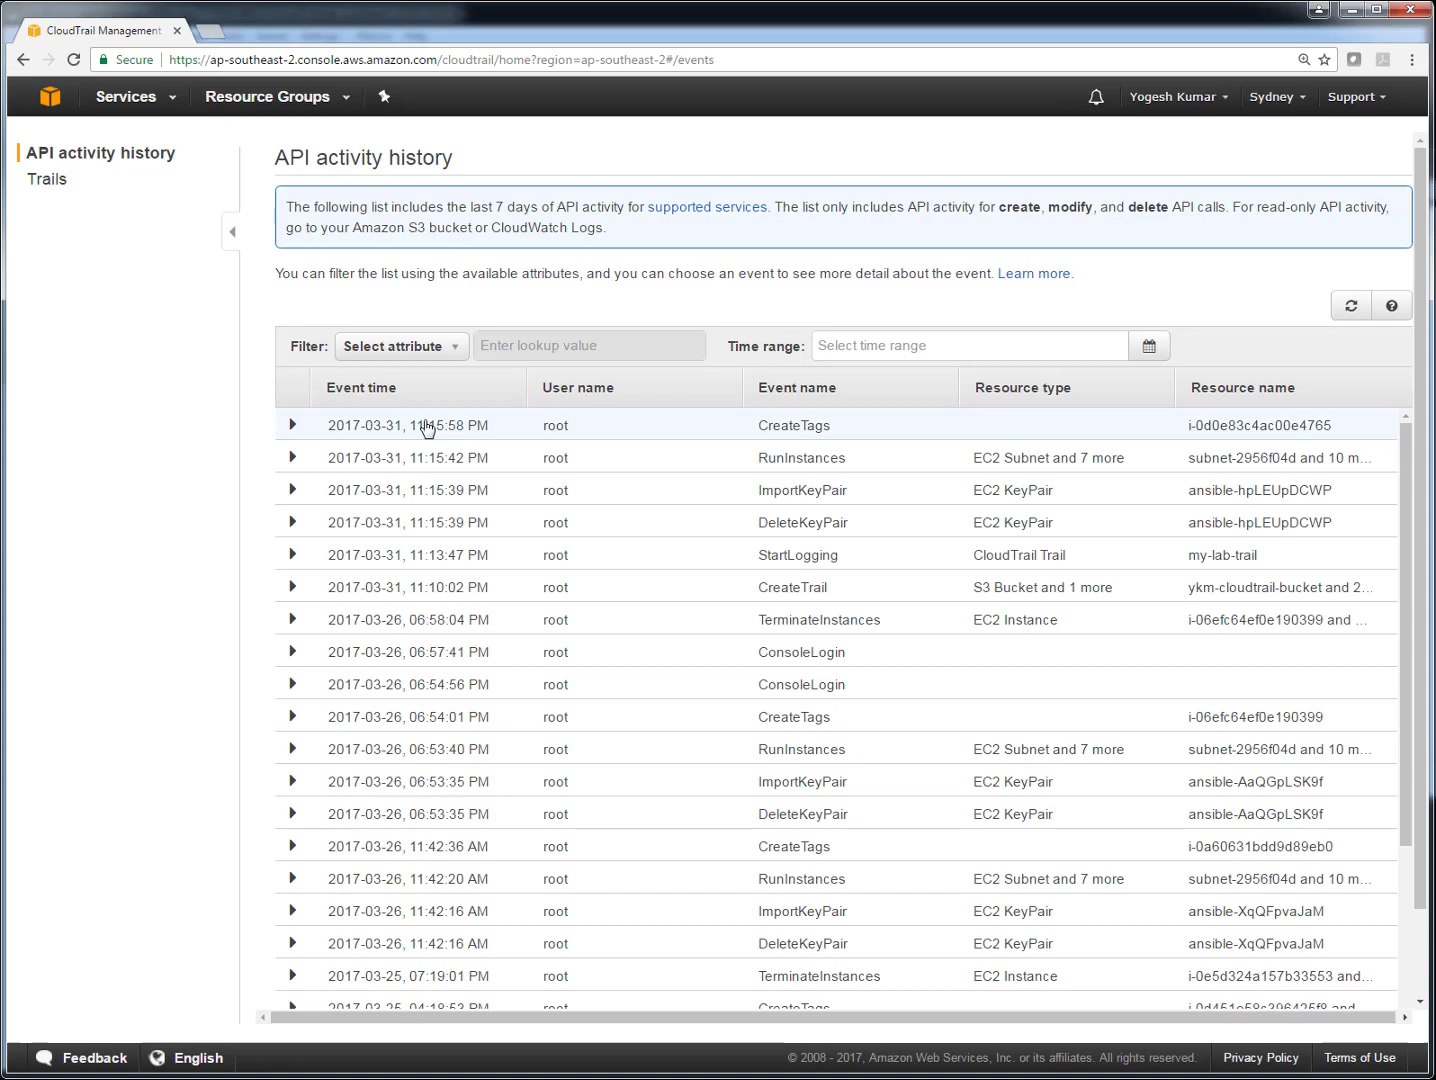 CloudTrail Management
Secure https://ap-southeast-2.console.aws.amazon.com/cloudtrail/home?region=ap-southeast-2#/events
Services Resource Groups Yogesh Kumar Sydney Support
API activity history
Trails
API activity history
The following list includes the last 7 days of API activity for supported services. The list only includes API activity for create, modify, and delete API calls. For read-only API activity,
go to your Amazon S3 bucket or CloudWatch Logs.
You can filter the list using the available attributes, and you can choose an event to see more detail about the event. Learn more.
Filter: Select attribute Enter lookup value Time range: Select time range
Event time User name Event name Resource type Resource name
2017-03-31, 11:15:58 PM root CreateTags i-0d0e83c4ac00e4765
2017-03-31, 11:15:42 PM root RunInstances EC2 Subnet and 7 more subnet-2956f04d and 10 m...
2017-03-31, 11:15:39 PM root ImportKeyPair EC2 KeyPair ansible-hpLEUpDCWP
2017-03-31, 11:15:39 PM root DeleteKeyPair EC2 KeyPair ansible-hpLEUpDCWP
2017-03-31, 11:13:47 PM root StartLogging CloudTrail Trail my-lab-trail
2017-03-31, 11:10:02 PM root CreateTrail S3 Bucket and 1 more ykm-cloudtrail-bucket and 2...
2017-03-26, 06:58:04 PM root TerminateInstances EC2 Instance i-06efc64ef0e190399 and ...
2017-03-26, 06:57:41 PM root ConsoleLogin
2017-03-26, 06:54:56 PM root ConsoleLogin
2017-03-26, 06:54:01 PM root CreateTags i-06efc64ef0e190399
2017-03-26, 06:53:40 PM root RunInstances EC2 Subnet and 7 more subnet-2956f04d and 10 m...
2017-03-26, 06:53:35 PM root ImportKeyPair EC2 KeyPair ansible-AaQGpLSK9f
2017-03-26, 06:53:35 PM root DeleteKeyPair EC2 KeyPair ansible-AaQGpLSK9f
2017-03-26, 11:42:36 AM root CreateTags i-0a60631bdd9d89eb0
2017-03-26, 11:42:20 AM root RunInstances EC2 Subnet and 7 more subnet-2956f04d and 10 m...
2017-03-26, 11:42:16 AM root ImportKeyPair EC2 KeyPair ansible-XqQFpvaJaM
2017-03-26, 11:42:16 AM root DeleteKeyPair EC2 KeyPair ansible-XqQFpvaJaM
2017-03-25, 07:19:01 PM root TerminateInstances EC2 Instance i-0e5d324a157b33553 and...
2017-03-25, 04:18:53 PM root CreateTags i-0d451e58c396425f8 and
Feedback English © 2008 - 2017, Amazon Web Services, Inc. or its affiliates. All rights reserved. Privacy Policy Terms of Use